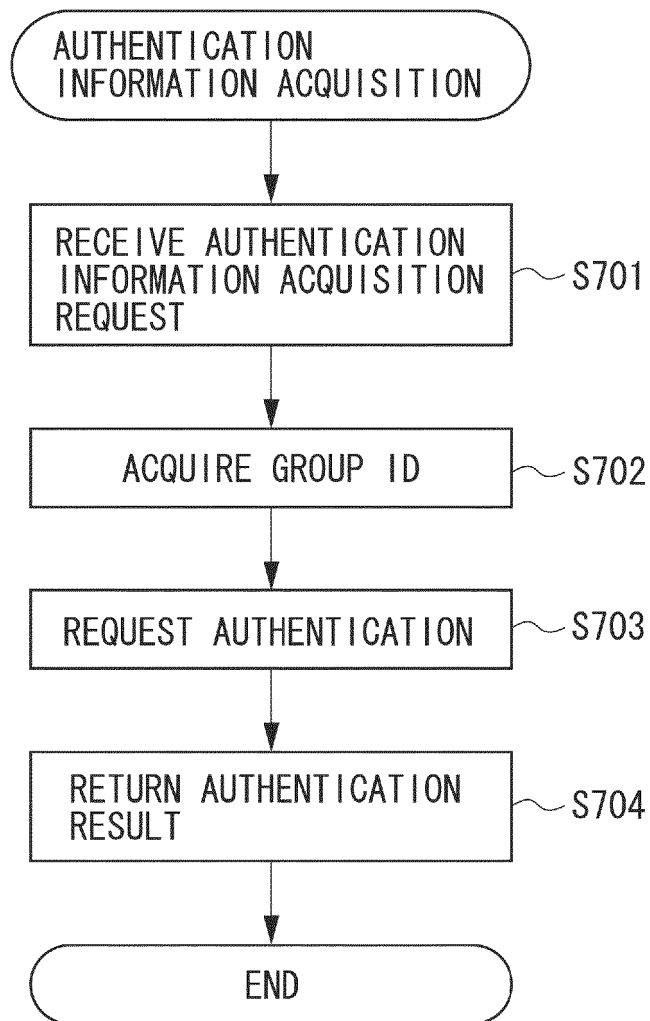 AUTHENTICATION
INFORMATION ACQUISITION
RECEIVE AUTHENTICATION
INFORMATION ACQUISITION
REQUEST
S701
ACQUIRE GROUP ID
S702
REQUEST AUTHENTICATION
S703
RETURN AUTHENTICATION
RESULT
S704
END